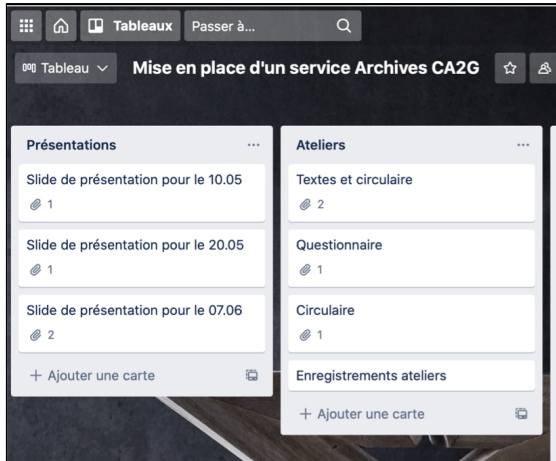 Tableaux
Passer à...
Tableau
Mise en place d'un service Archives CA2G
Présentations
Slide de présentation pour le 10.05
1
Slide de présentation pour le 20.05
1
Slide de présentation pour le 07.06
2
+ Ajouter une carte
Ateliers
Textes et circulaire
2
Questionnaire
1
Circulaire
1
Enregistrements ateliers
+ Ajouter une carte